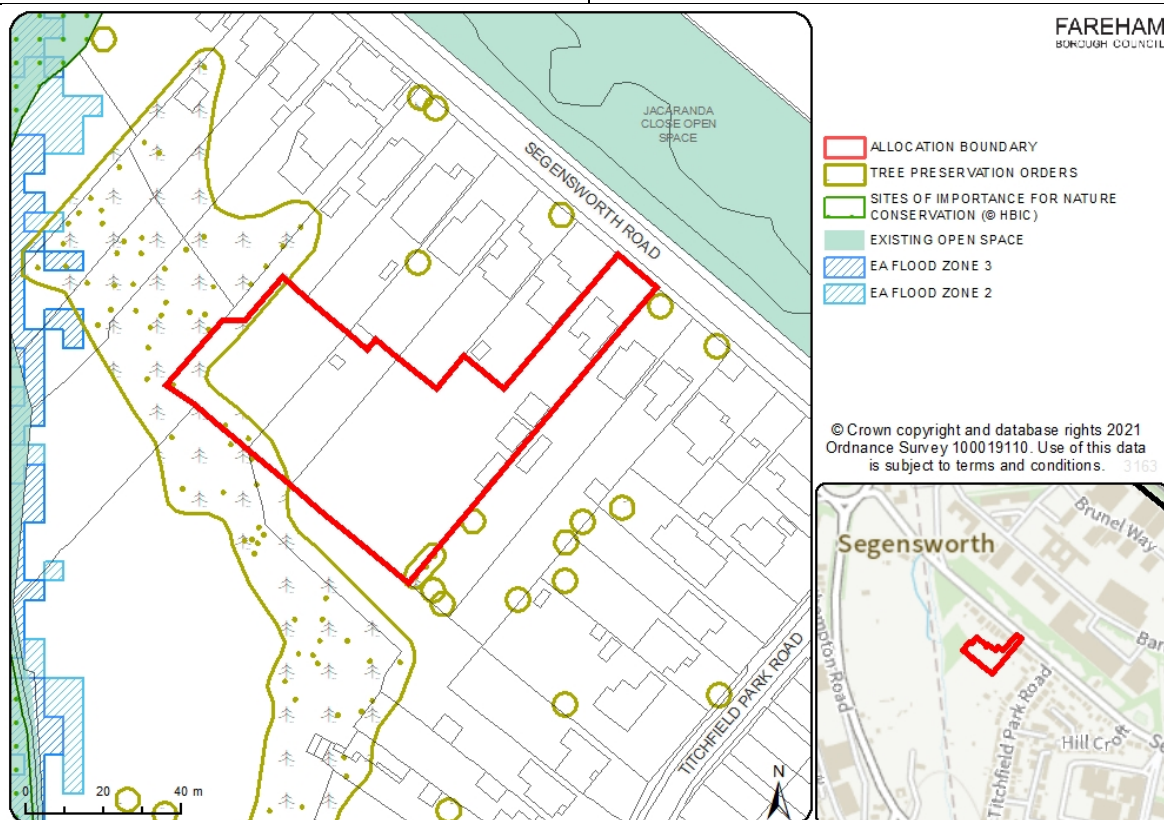 FAREHAM
BOROUGH COUNCIL
JACARANDA
CLOSE OPEN
SPACE
SEGENSWORTH ROAD
TITCHFIELD PARK ROAD
0 20 40 m
N
ALLOCATION BOUNDARY
TREE PRESERVATION ORDERS
SITES OF IMPORTANCE FOR NATURE
CONSERVATION (© HBIC)
EXISTING OPEN SPACE
EA FLOOD ZONE 3
EA FLOOD ZONE 2
© Crown copyright and database rights 2021
Ordnance Survey 100019110. Use of this data
is subject to terms and conditions. 3163
Segensworth
Brunel Way
Bar
Road
Titchfield Park Road
Hill Croft